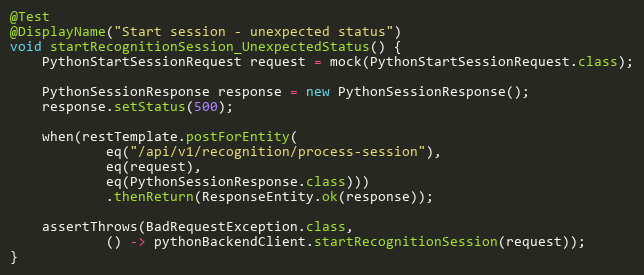 @Test
@DisplayName("Start session - unexpected status")
void startRecognitionSession_UnexpectedStatus() {
    PythonStartSessionRequest request = mock(PythonStartSessionRequest.class);

    PythonSessionResponse response = new PythonSessionResponse();
    response.setStatus(500);

    when(restTemplate.postForEntity(
            eq("/api/v1/recognition/process-session"),
            eq(request),
            eq(PythonSessionResponse.class)))
            .thenReturn(ResponseEntity.ok(response));

    assertThrows(BadRequestException.class,
            () -> pythonBackendClient.startRecognitionSession(request));
}